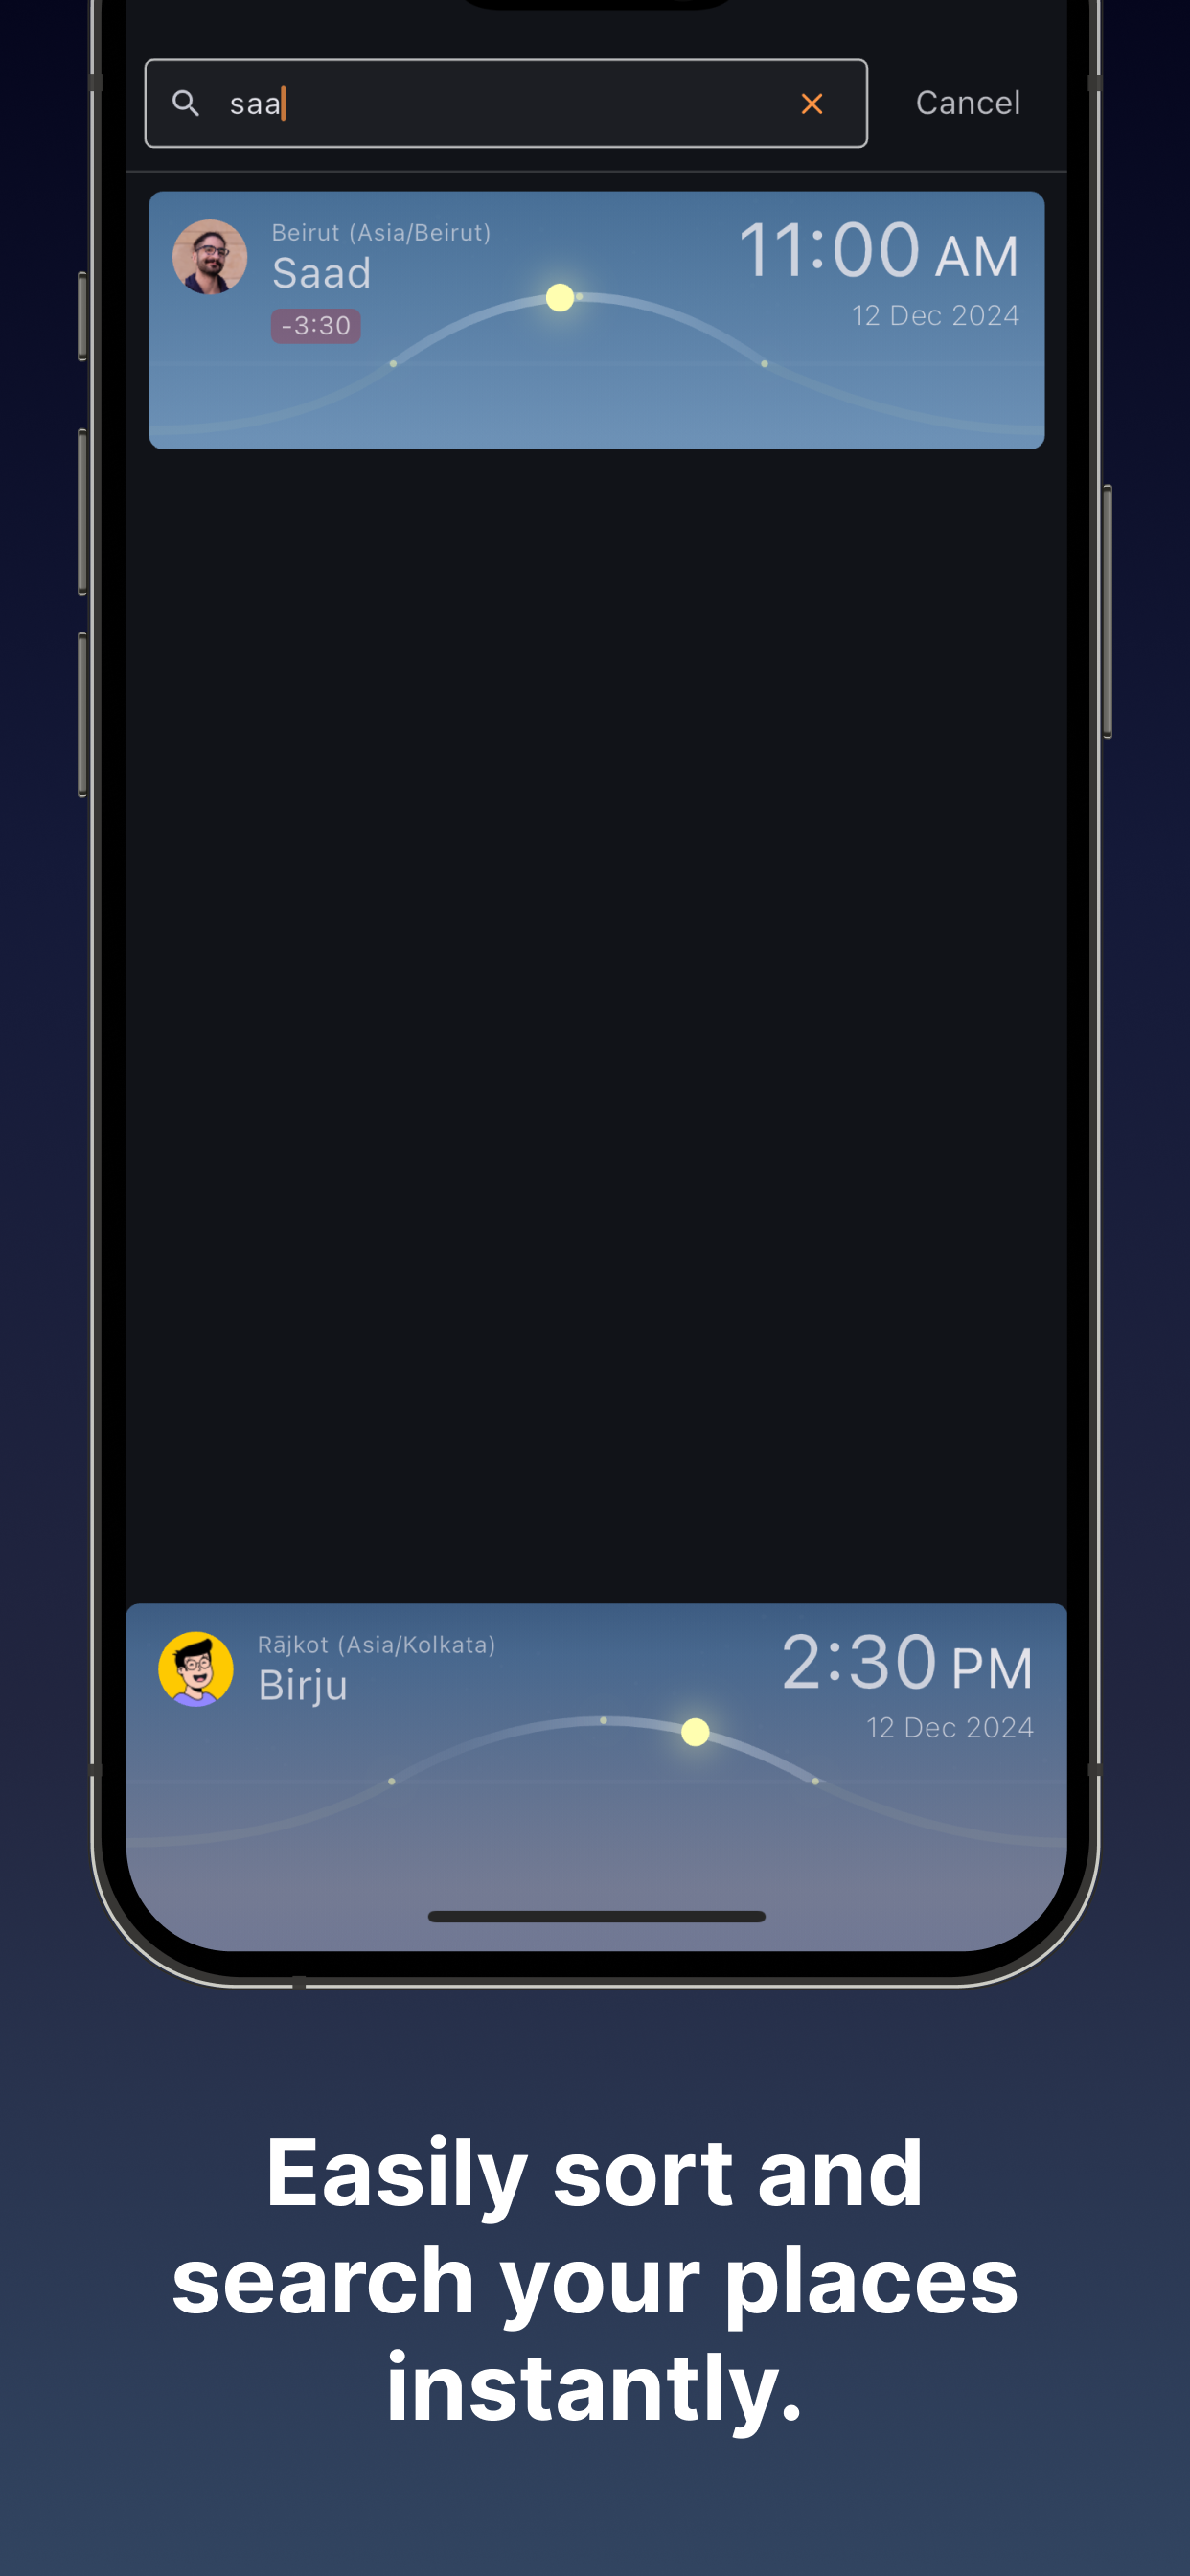 saa
Cancel
Beirut (Asia/Beirut)
Saad
-3:30
11:00 AM
12 Dec 2024
Rājkot (Asia/Kolkata)
Birju
2:30 PM
12 Dec 2024
Easily sort and
search your places
instantly.